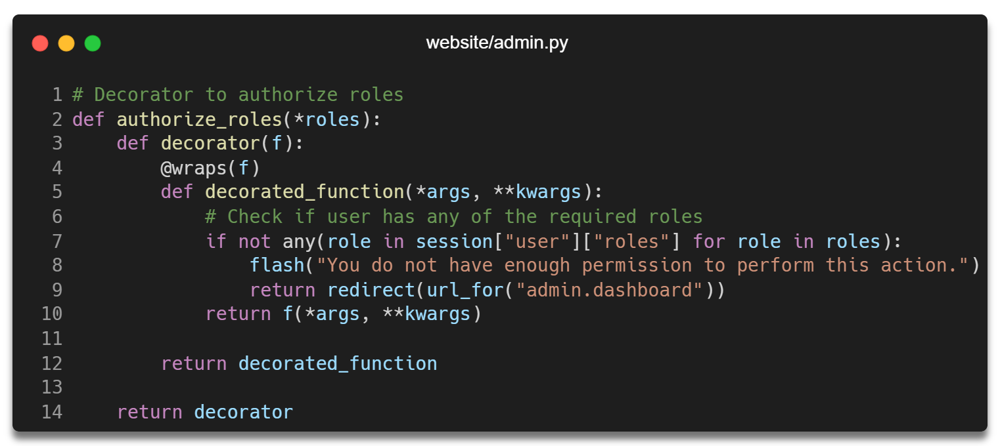 website/admin.py
1 # Decorator to authorize roles
2 def authorize_roles(*roles):
3     def decorator(f):
4         @wraps(f)
5         def decorated_function(*args, **kwargs):
6             # Check if user has any of the required roles
7             if not any(role in session["user"]["roles"] for role in roles):
8                 flash("You do not have enough permission to perform this action.")
9                 return redirect(url_for("admin.dashboard"))
10             return f(*args, **kwargs)
11
12         return decorated_function
13
14     return decorator